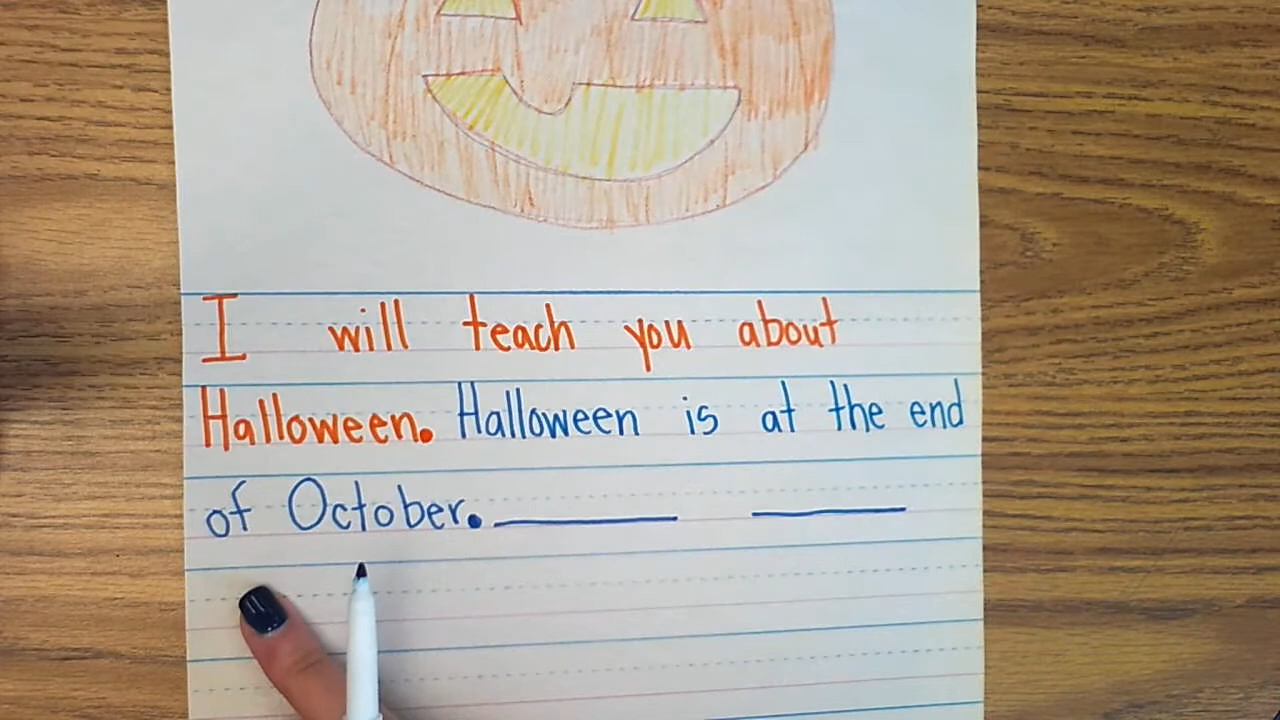 I will teach you about
Halloween. Halloween is at the end
of October.